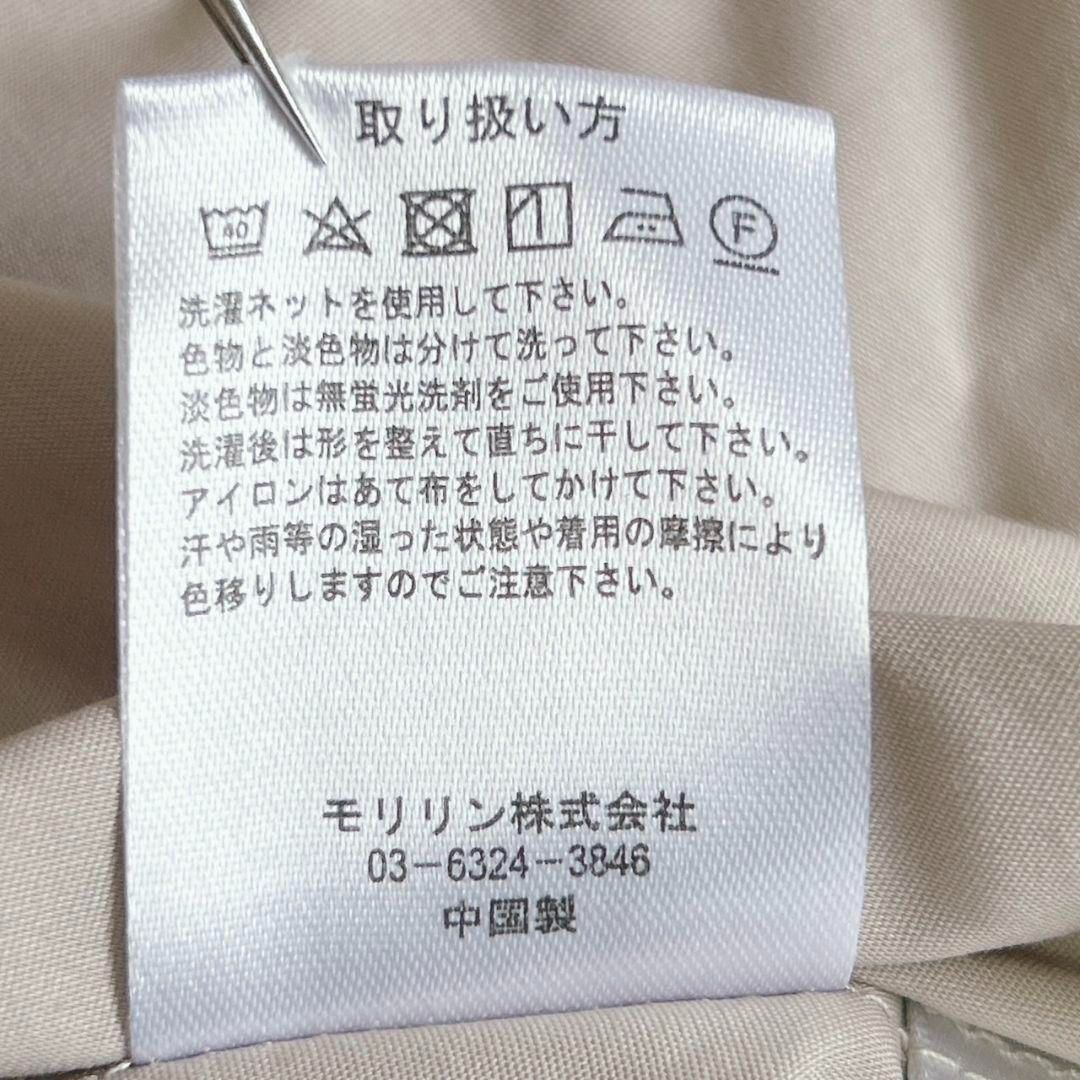 取り扱い方
40
F
洗濯ネットを使用して下さい。
色物と淡色物は分けて洗って下さい。
淡色物は無蛍光洗剤をご使用下さい。
洗濯後は形を整えて直ちに干して下さい。
アイロンはあて布をしてかけて下さい。
汗や雨等の湿った状態や着用の摩擦により
色移りしますのでご注意下さい。
モリリン株式会社
03-6324-3846
中国製